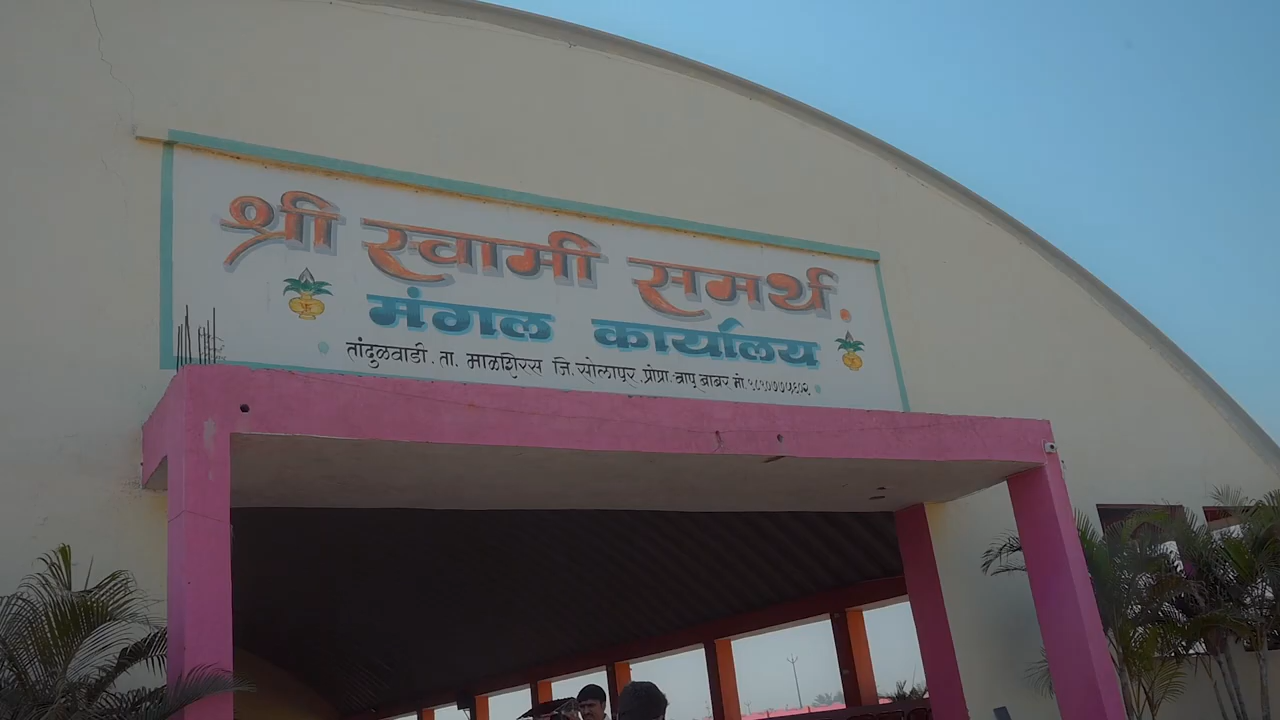 श्री स्वामी समर्थ
मंगल कार्यालय
तांदुळवाडी. ता. माळशिरस जि. सोलापूर. प्रोप्रा. बापू बाबर मो.